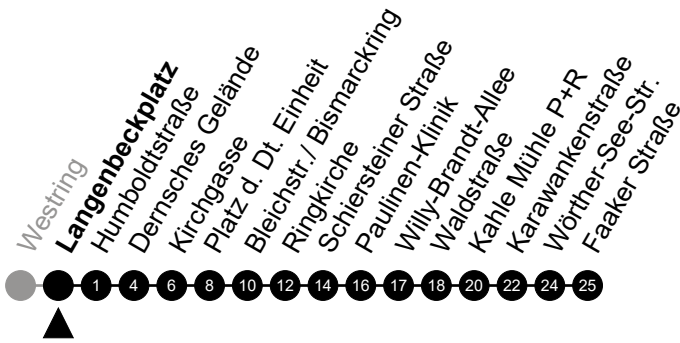 Westring
Langenbeckplatz
Humboldtstraße
Dernsches Gelände
Kirchgasse
Platz d. Dt. Einheit
Bleichstr./ Bismarckring
Ringkirche
Schiersteiner Straße
Paulinen-Klinik
Willy-Brandt-Allee
Waldstraße
Kahle Mühle P+R
Karawankenstraße
Wörther-See-Str.
Faaker Straße
1 4 6 8 10 12 14 16 17 18 20 22 24 25